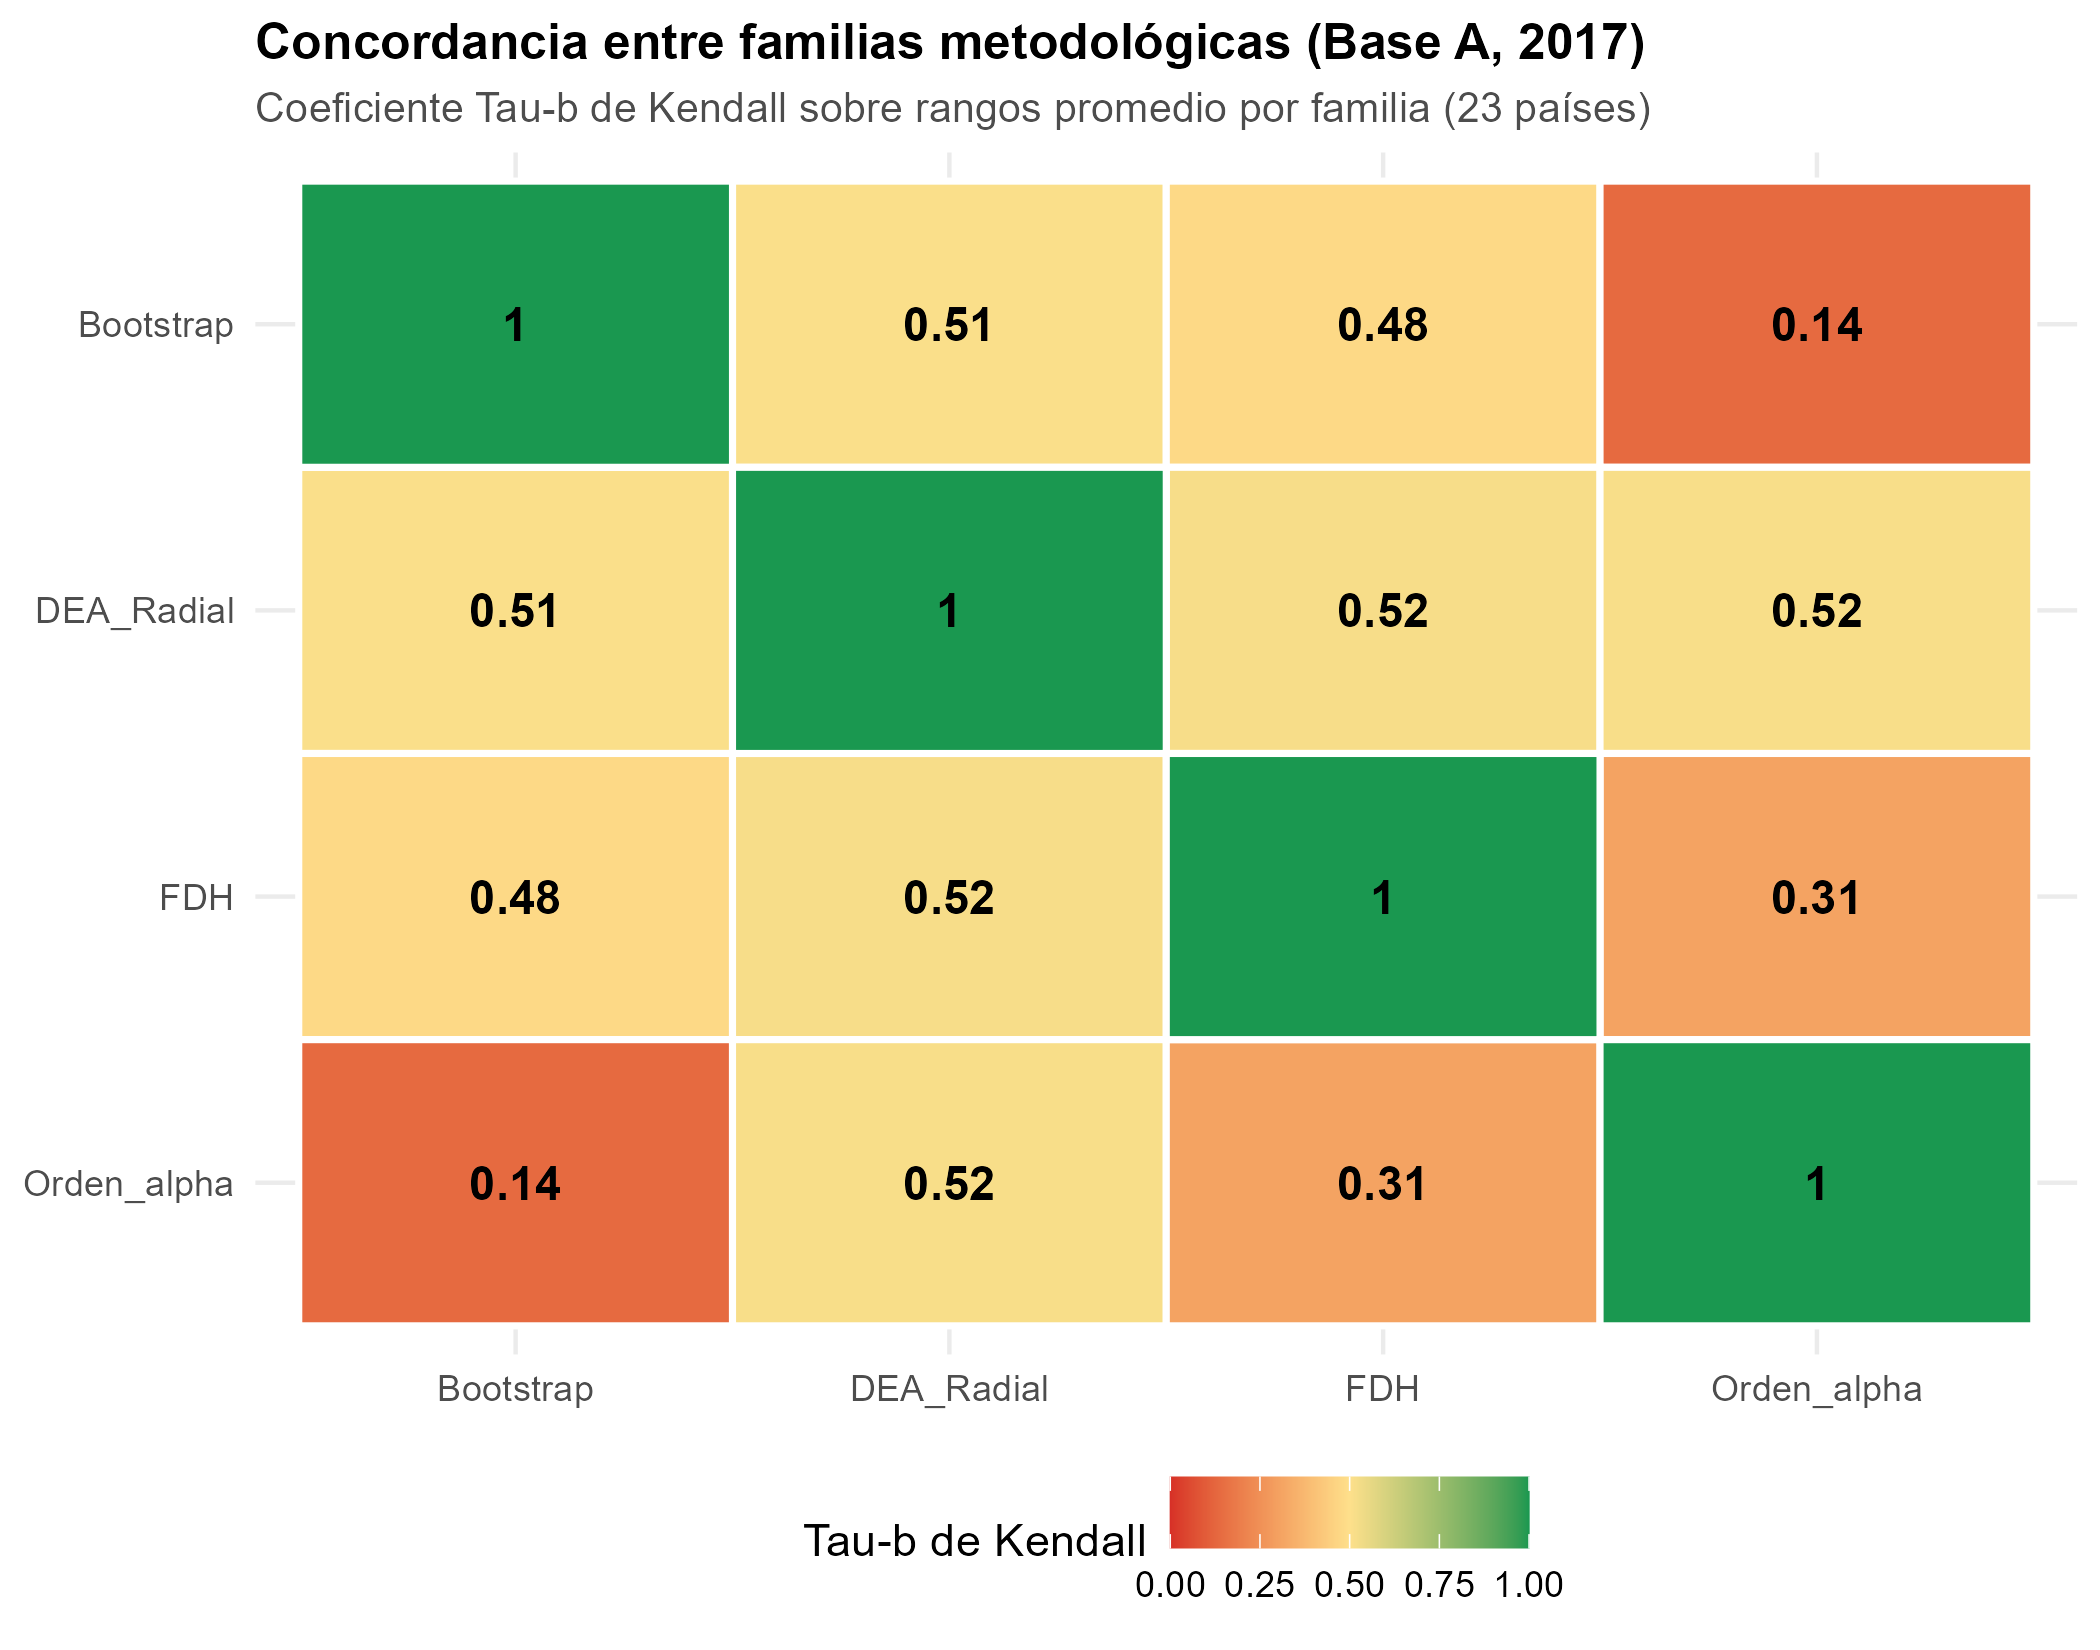 Concordancia entre familias metodológicas (Base A, 2017)
Coeficiente Tau-b de Kendall sobre rangos promedio por familia (23 países)
Bootstrap 1 0.51 0.48 0.14
DEA_Radial 0.51 1 0.52 0.52
FDH 0.48 0.52 1 0.31
Orden_alpha 0.14 0.52 0.31 1
Bootstrap DEA_Radial FDH Orden_alpha
Tau-b de Kendall
0.00 0.25 0.50 0.75 1.00